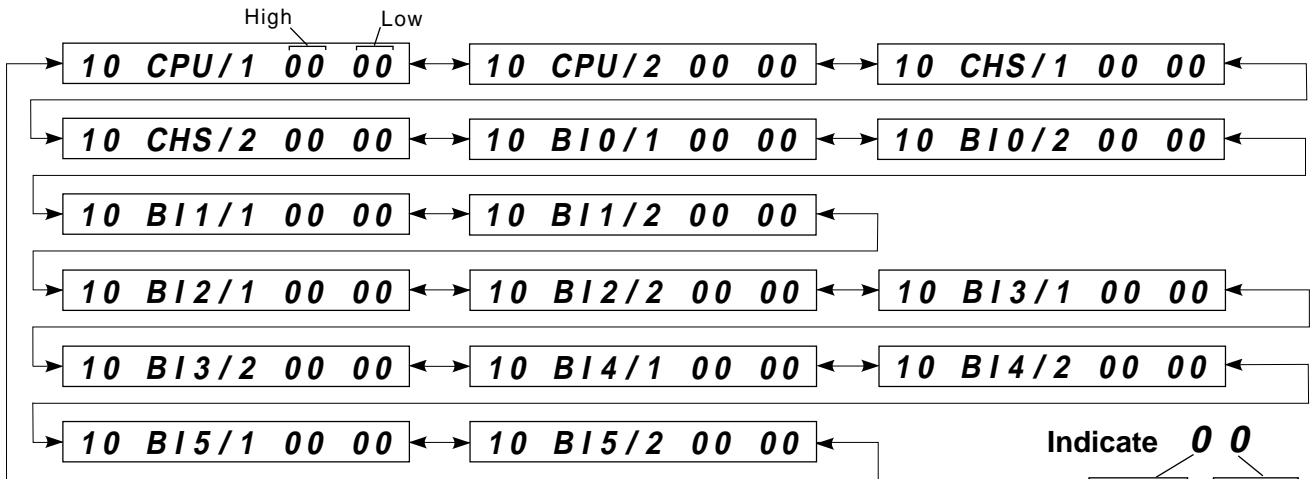 High Low
10 CPU/1 00 00 10 CPU/2 00 00 10 CHS/1 00 00
10 CHS/2 00 00 10 BI0/1 00 00 10 BI0/2 00 00
10 BI1/1 00 00 10 BI1/2 00 00
10 BI2/1 00 00 10 BI2/2 00 00 10 BI3/1 00 00
10 BI3/2 00 00 10 BI4/1 00 00 10 BI4/2 00 00
10 BI5/1 00 00 10 BI5/2 00 00
Indicate 0 0